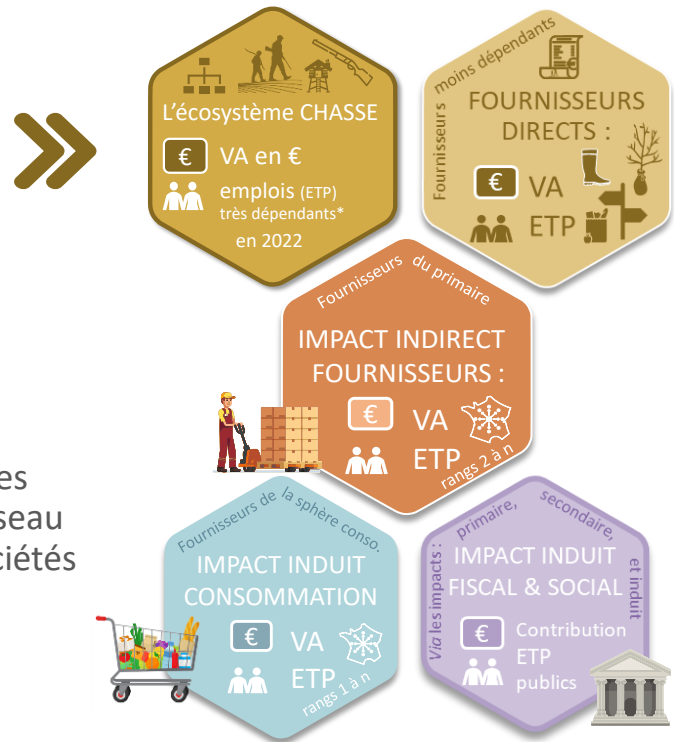 L'écosystème CHASSE
€ VA en €
emplois (ETP)
très dépendants*
en 2022
Fournisseurs moins dépendants
FOURNISSEURS
DIRECTS :
€ VA
ETP
Fournisseurs du primaire
IMPACT INDIRECT
FOURNISSEURS :
€ VA
ETP
rangs 2 à n
es
seau
ciétés
Fournisseurs de la sphère conso.
IMPACT INDUIT
CONSOMMATION
€ VA
ETP
rangs 1 à n
Via les impacts : primaire, secondaire, et induit
IMPACT INDUIT
FISCAL & SOCIAL
€ Contribution
ETP
publics